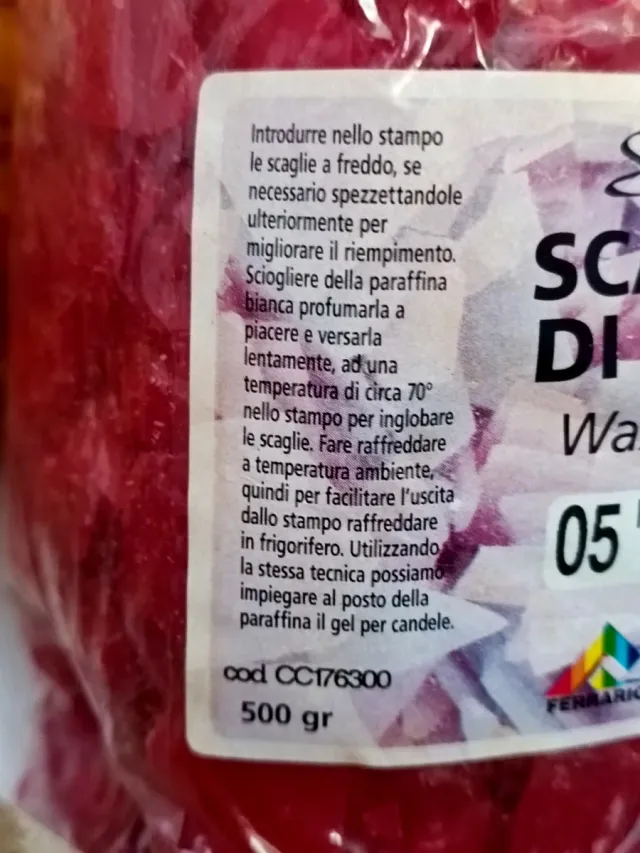 Introdurre nello stampo
le scaglie a freddo, se
necessario spezzettandole
ulteriormente per
migliorare il riempimento.
Sciogliere della paraffina
bianca profumarla a
piacere e versarla
lentamente, ad una
temperatura di circa 70°
nello stampo per inglobare
le scaglie. Fare raffreddare
a temperatura ambiente,
quindi per facilitare l'uscita
dallo stampo raffreddare
in frigorifero. Utilizzando
la stessa tecnica possiamo
impiegare al posto della
paraffina il gel per candele.
cod. CC176300
500 gr
DI
05